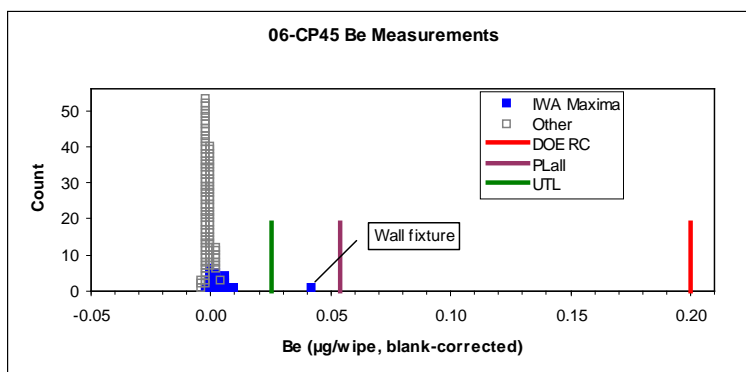 06-CP45 Be Measurements
Count
50
40
30
20
10
0
IWA Maxima
Other
DOE RC
PLall
UTL
Wall fixture
-0.05 0.00 0.05 0.10 0.15 0.20
Be (µg/wipe, blank-corrected)